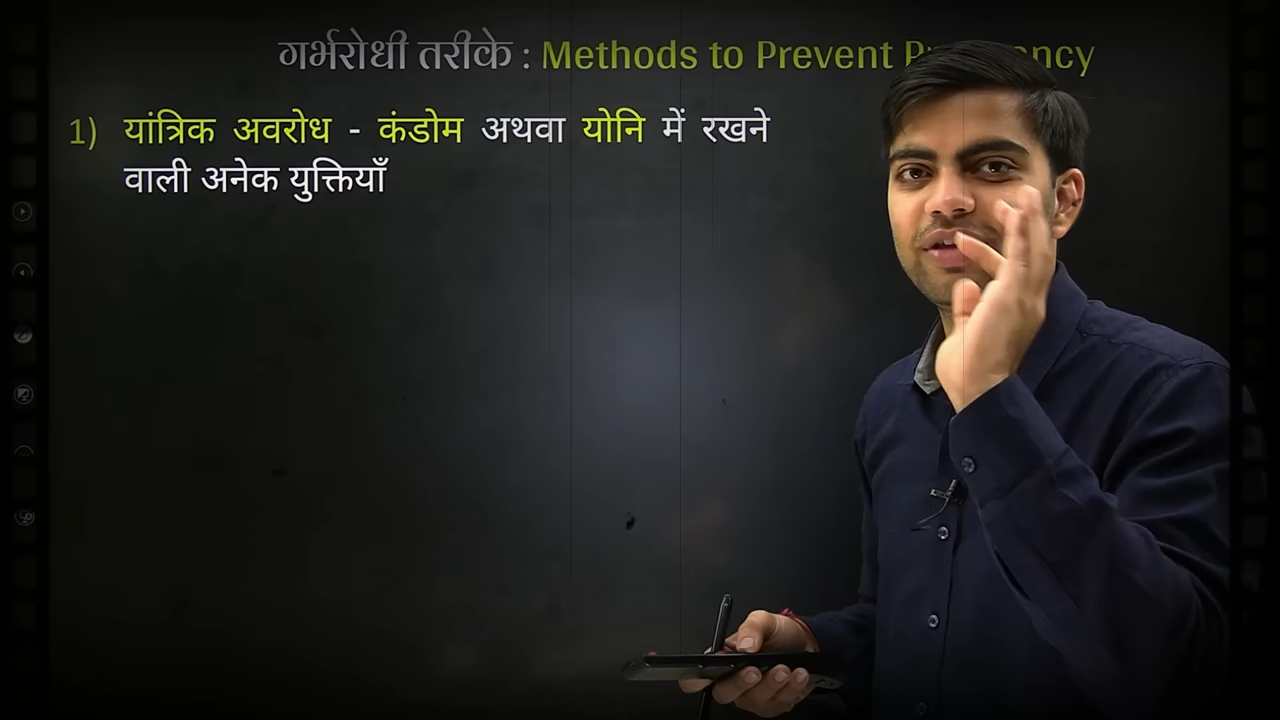 गर्भरोधी तरीके : Methods to Prevent
1) यांत्रिक अवरोध - कंडोम अथवा योनि में रखने
वाली अनेक युक्तियाँ